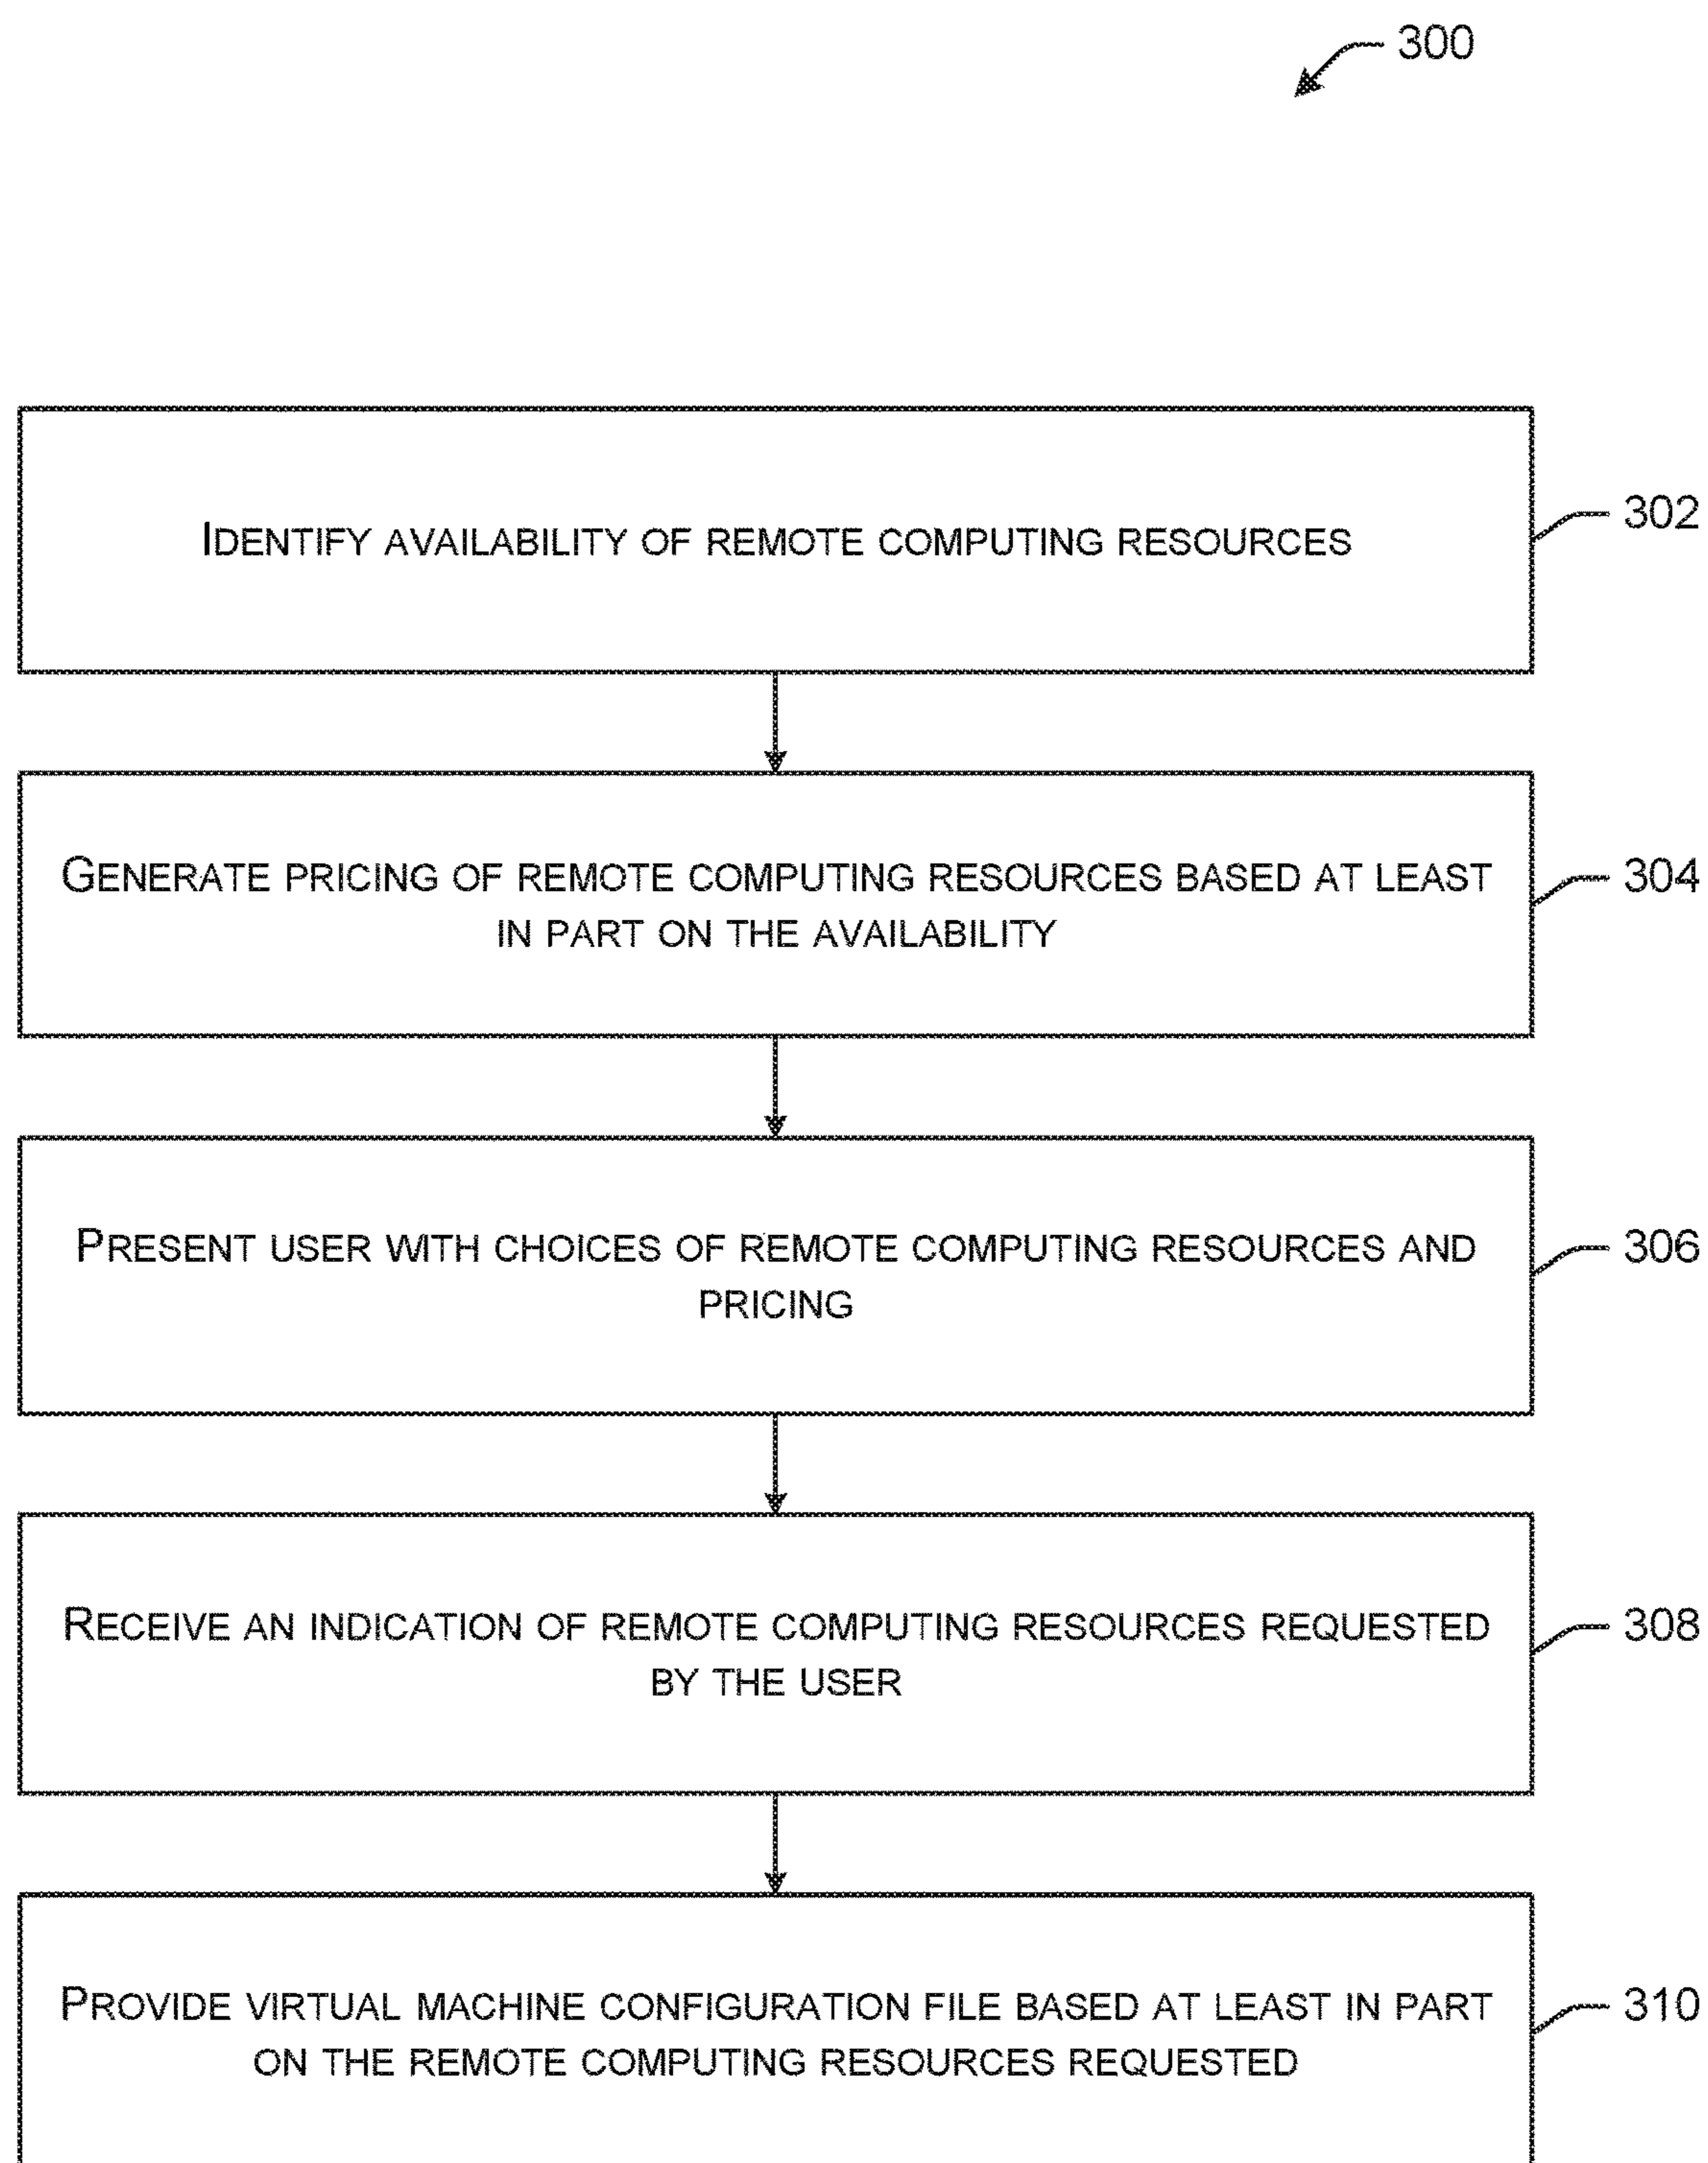 300
IDENTIFY AVAILABILITY OF REMOTE COMPUTING RESOURCES
302
GENERATE PRICING OF REMOTE COMPUTING RESOURCES BASED AT LEAST
IN PART ON THE AVAILABILITY
304
PRESENT USER WITH CHOICES OF REMOTE COMPUTING RESOURCES AND
PRICING
306
RECEIVE AN INDICATION OF REMOTE COMPUTING RESOURCES REQUESTED
BY THE USER
308
PROVIDE VIRTUAL MACHINE CONFIGURATION FILE BASED AT LEAST IN PART
ON THE REMOTE COMPUTING RESOURCES REQUESTED
310